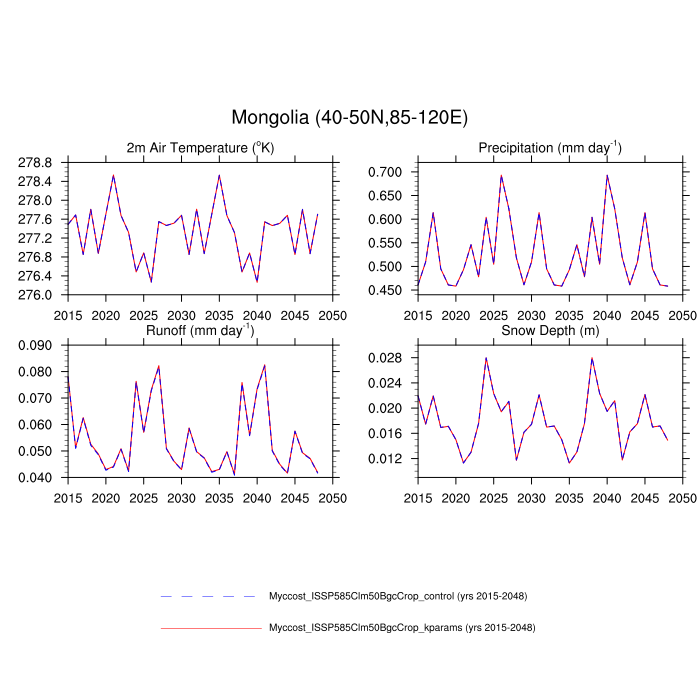 Mongolia (40-50N,85-120E)
2m Air Temperature (°K)
278.8
278.4
278.0
277.6
277.2
276.8
276.4
276.0
2015 2020 2025 2030 2035 2040 2045 2050
Precipitation (mm day⁻¹)
0.700
0.650
0.600
0.550
0.500
0.450
2015 2020 2025 2030 2035 2040 2045 2050
Runoff (mm day⁻¹)
0.090
0.080
0.070
0.060
0.050
0.040
2015 2020 2025 2030 2035 2040 2045 2050
Snow Depth (m)
0.028
0.024
0.020
0.016
0.012
2015 2020 2025 2030 2035 2040 2045 2050
Myccost_ISSP585Clm50BgcCrop_control (yrs 2015-2048)
Myccost_ISSP585Clm50BgcCrop_kparams (yrs 2015-2048)